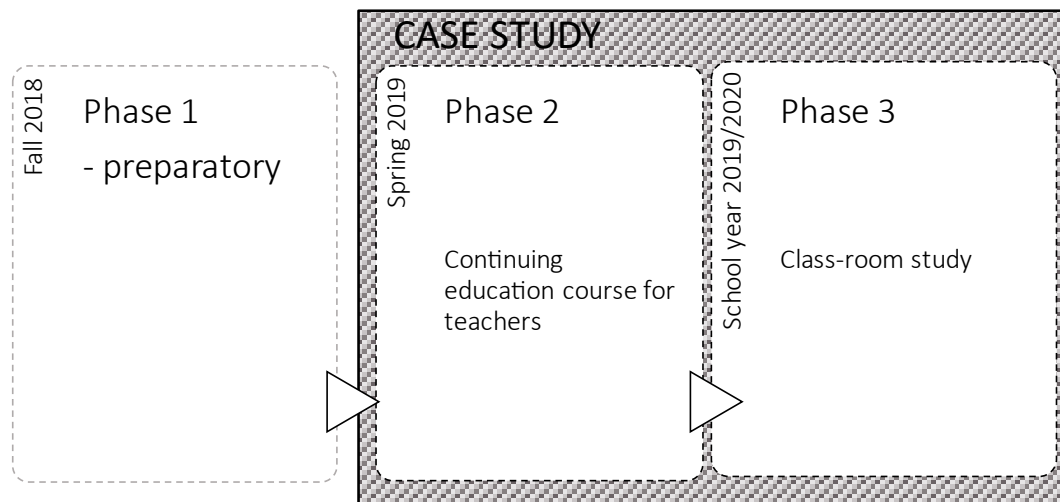 CASE STUDY
Fall 2018
Phase 1
- preparatory
Spring 2019
Phase 2
Continuing
education course for
teachers
School year 2019/2020
Phase 3
Class-room study